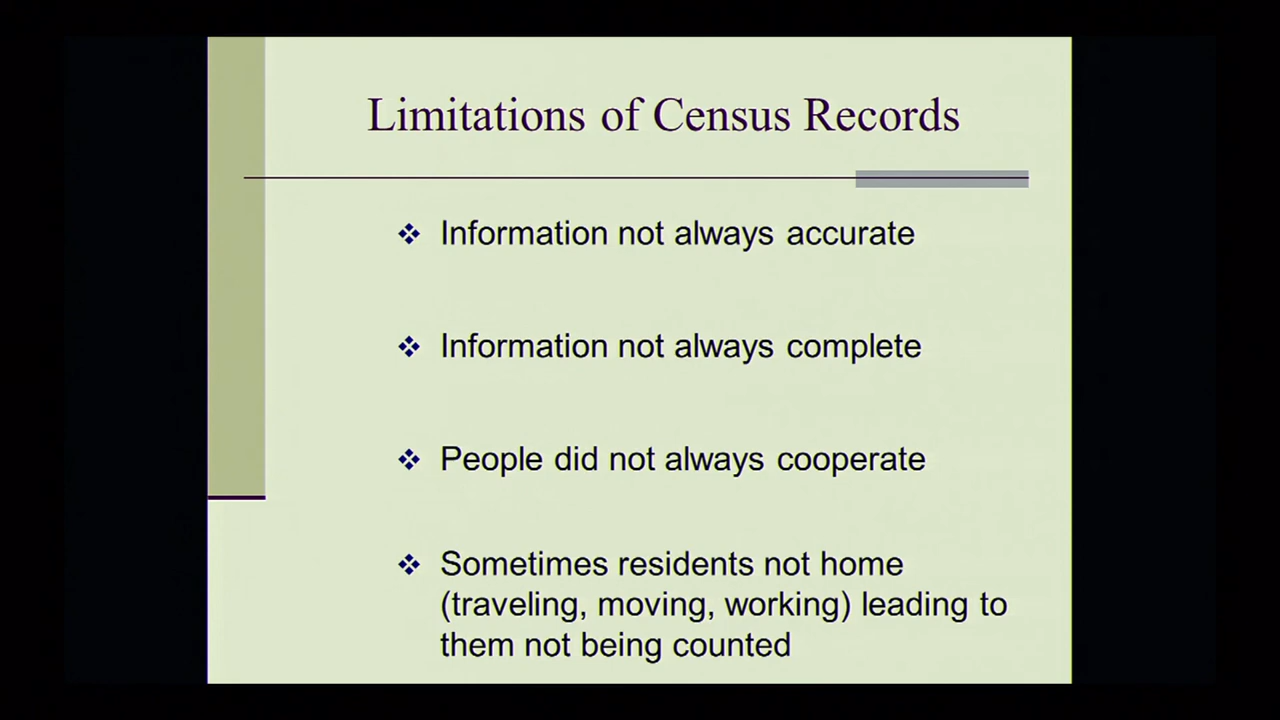 Limitations of Census Records
Information not always accurate
Information not always complete
People did not always cooperate
Sometimes residents not home
(traveling, moving, working) leading to
them not being counted